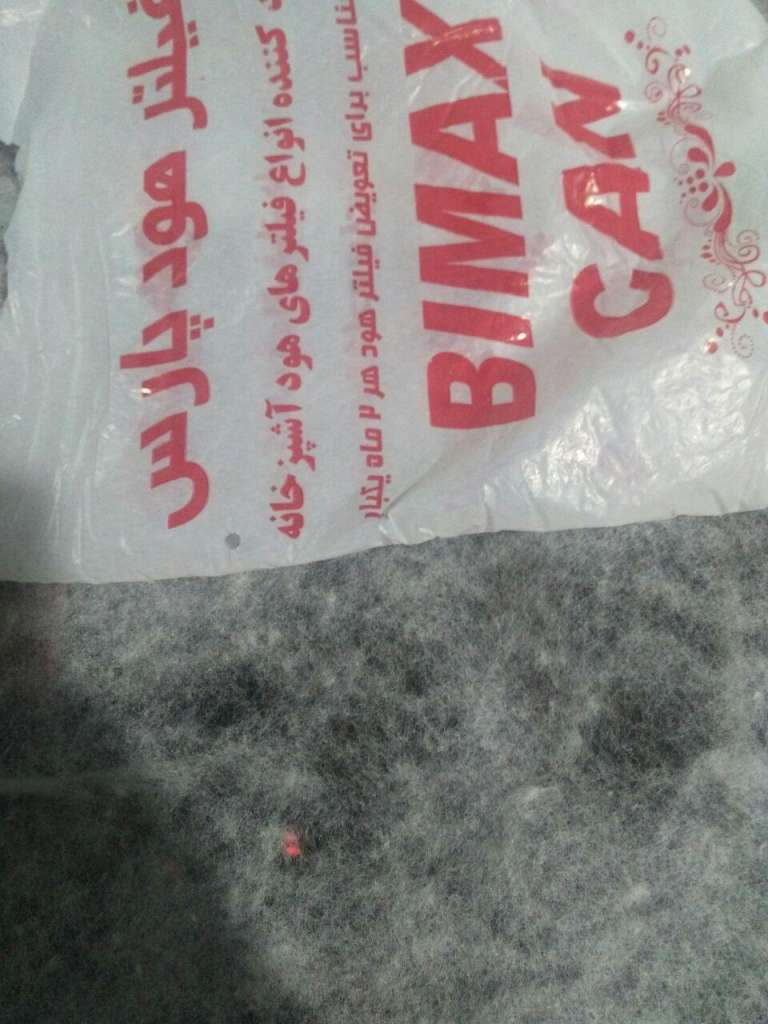 فیلتر هود پارس
کننده انواع فیلتر های هود آشپزخانه
برای تعویض فیلتر هود هر ۲ ماه یکبار
BIMAX
CAN